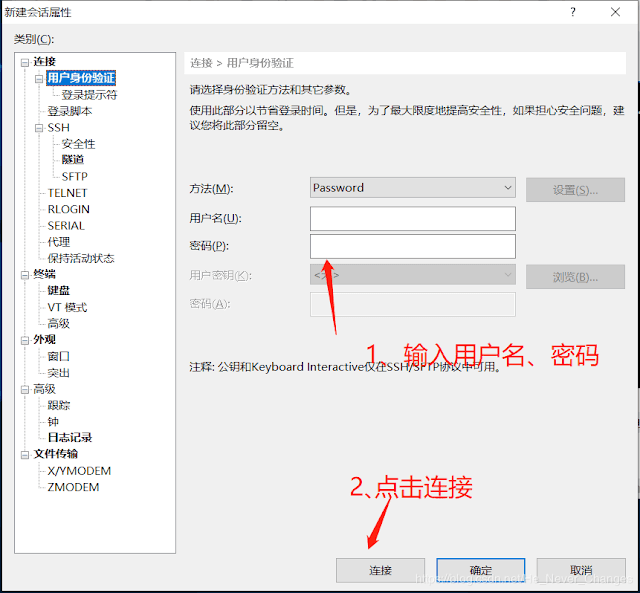 新建会话属性
?
类别(C):
连接
用户身份验证
登录提示符
登录脚本
SSH
安全性
隧道
SFTP
TELNET
RLOGIN
SERIAL
代理
保持活动状态
终端
键盘
VT 模式
高级
外观
窗口
突出
高级
跟踪
钟
日志记录
文件传输
X/YMODEM
ZMODEM
连接 > 用户身份验证
请选择身份验证方法和其它参数。
使用此部分以节省登录时间。但是，为了最大限度地提高安全性，如果担心安全问题，建
议您将此部分留空。
方法(M):
Password
设置(S)...
用户名(U):
密码(P):
用户密钥(K):
浏览(B)...
密码(A):
1、输入用户名、密码
注释: 公钥和Keyboard Interactive仅在SSH/SFTP协议中可用。
2、点击连接
连接
确定
取消